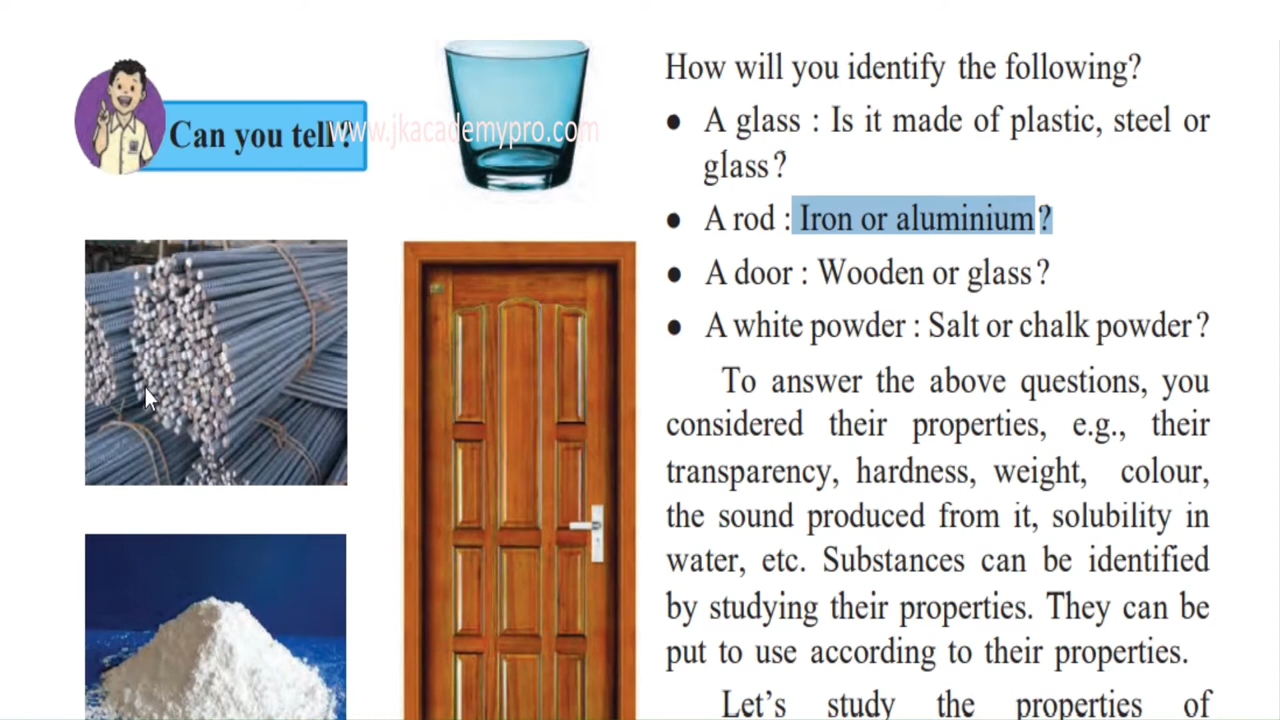 Can you tell?
www.jkacademypro.com
How will you identify the following?
● A glass : Is it made of plastic, steel or
glass?
● A rod : Iron or aluminium?
● A door : Wooden or glass?
● A white powder : Salt or chalk powder?
To answer the above questions, you
considered their properties, e.g., their
transparency, hardness, weight, colour,
the sound produced from it, solubility in
water, etc. Substances can be identified
by studying their properties. They can be
put to use according to their properties.
Let's study the properties of